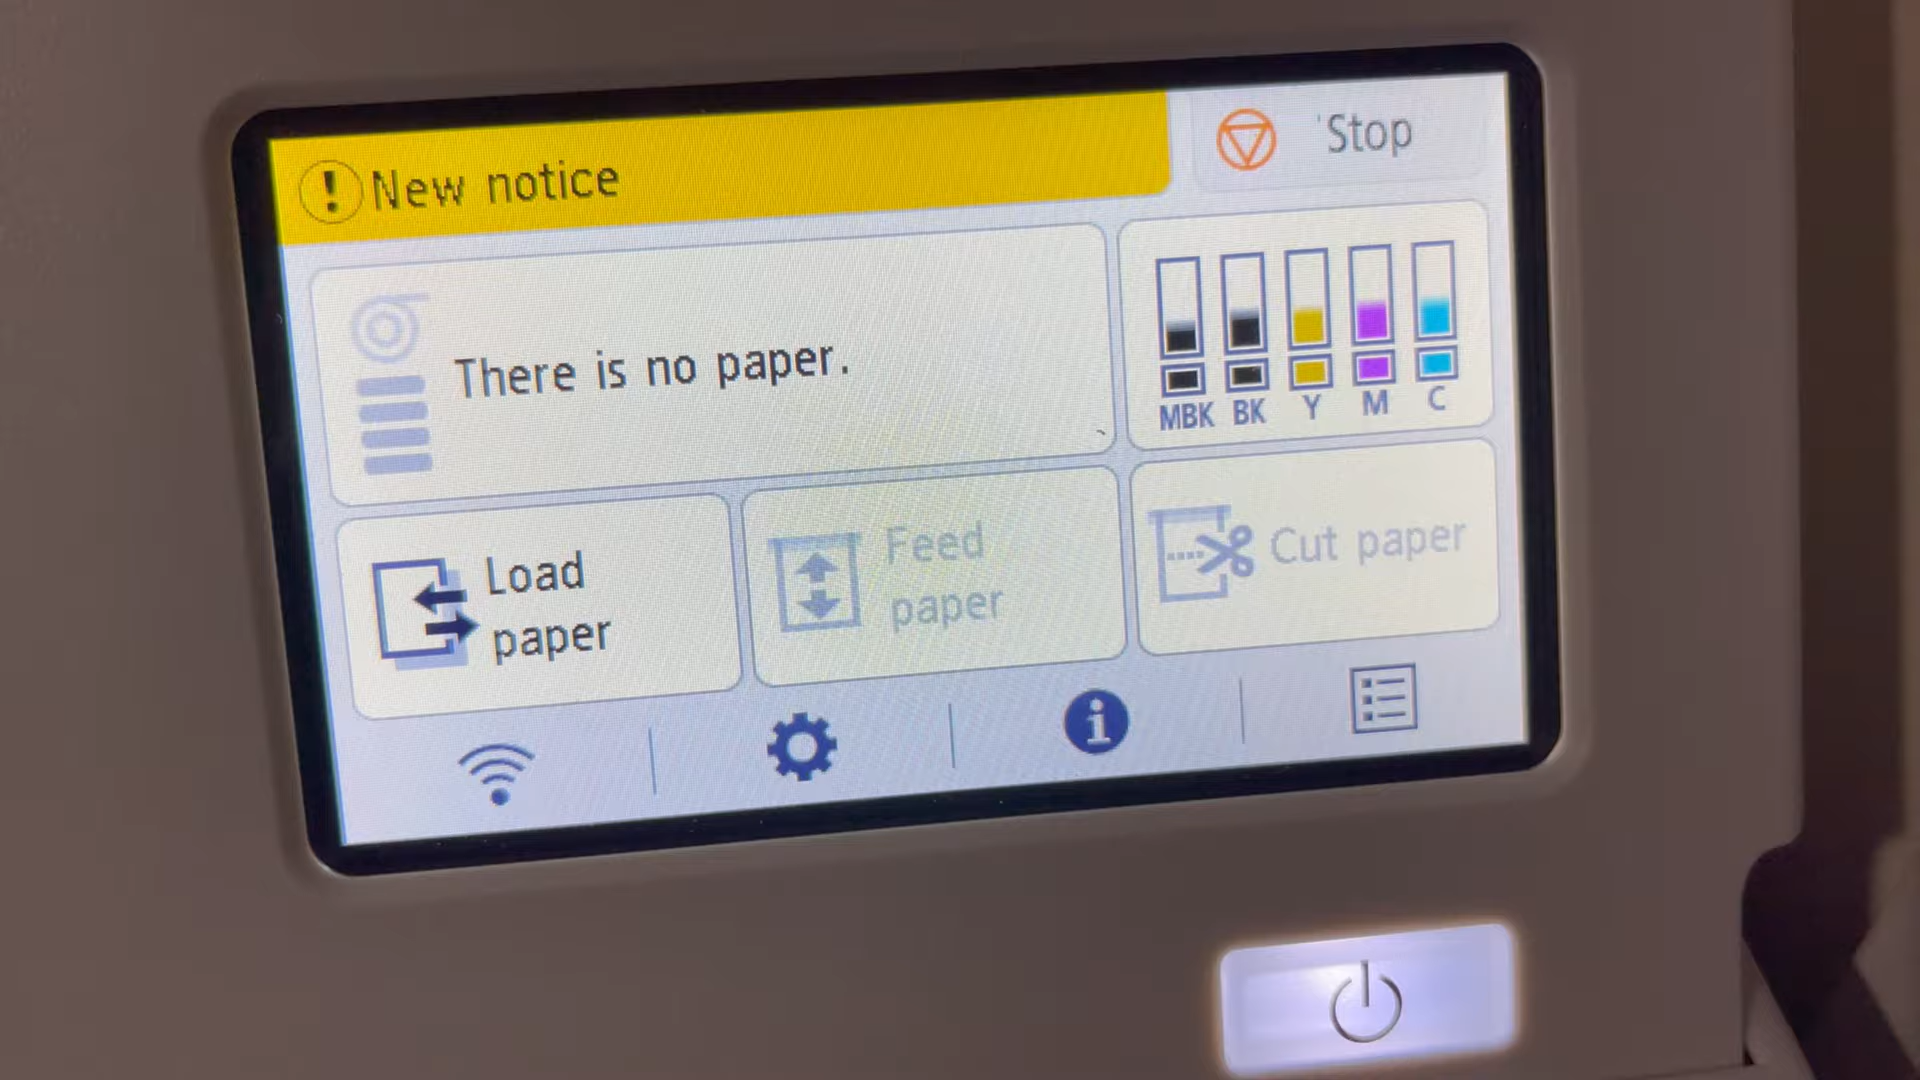 New notice
Stop
There is no paper.
MBK BK Y M C
Load
paper
Feed
paper
Cut paper